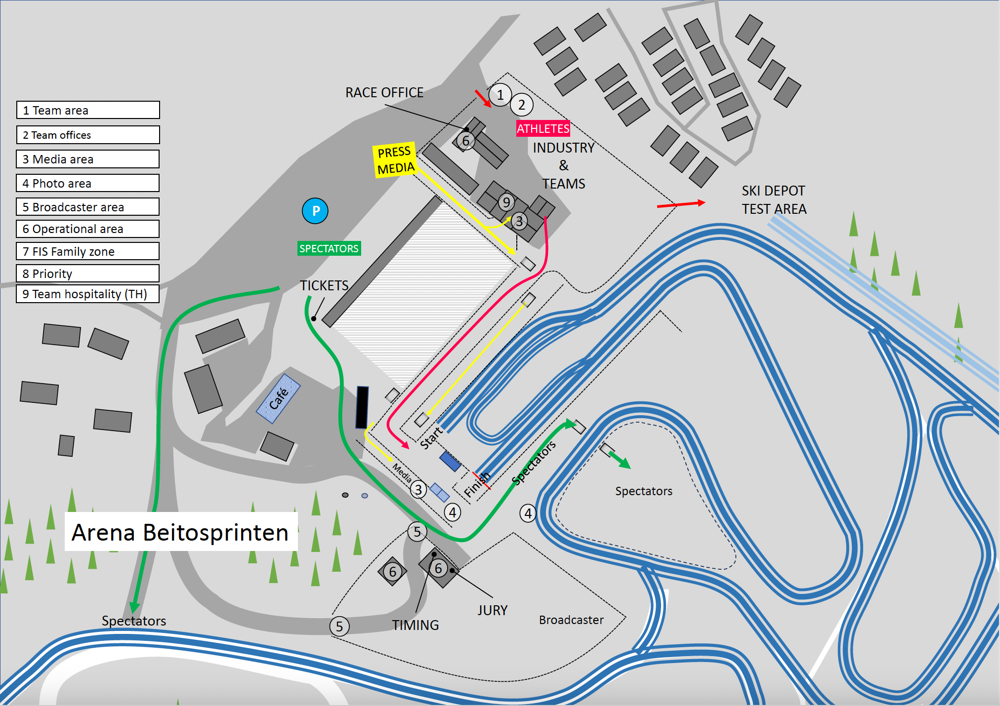 RACE OFFICE
1
2
1 Team area
2 Team offices
3 Media area
4 Photo area
5 Broadcaster area
6 Operational area
7 FIS Family zone
8 Priority
9 Team hospitality (TH)
ATHLETES
6
PRESS
MEDIA
INDUSTRY
&
TEAMS
SKI DEPOT
TEST AREA
9
3
P
SPECTATORS
TICKETS
Café
Start
Media
Finish
Spectators
3
4
4
Spectators
Arena Beitosprinten
5
6
6
JURY
TIMING
5
Broadcaster
Spectators